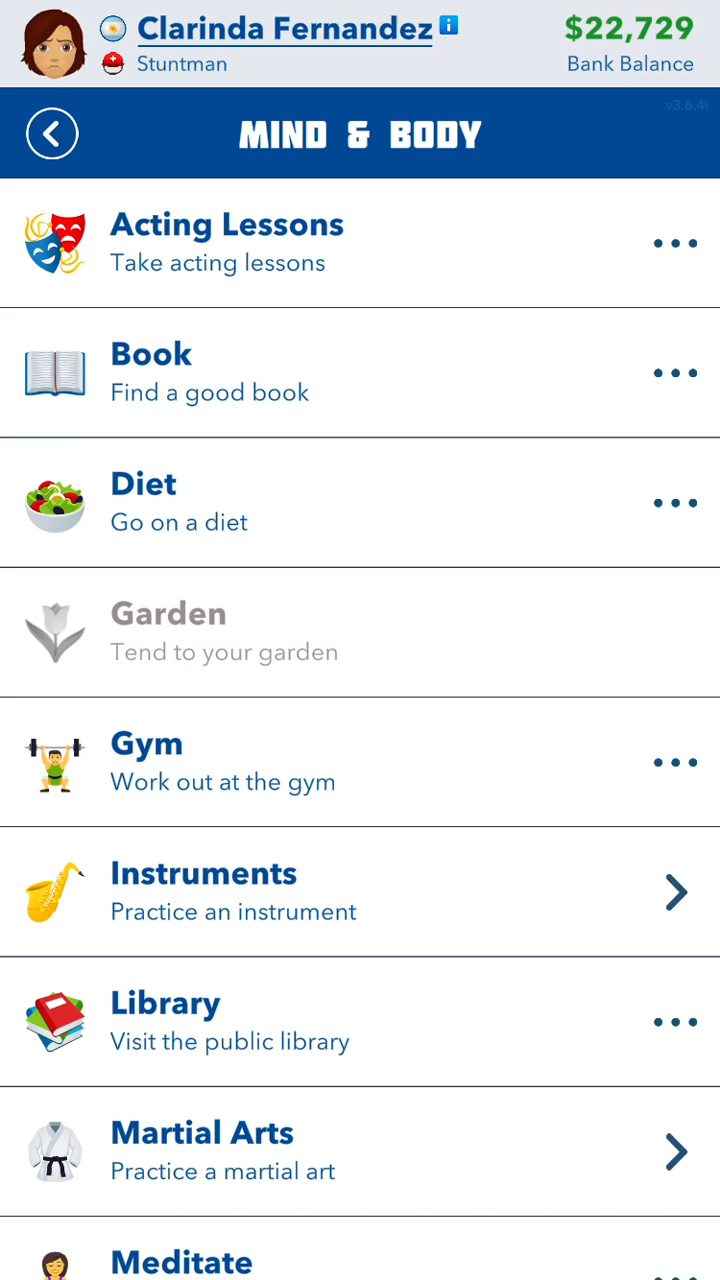 Clarinda Fernandez
$22,729
Stuntman
Bank Balance
v3.6.4i
MIND & BODY
Acting Lessons
Take acting lessons
Book
Find a good book
Diet
Go on a diet
Garden
Tend to your garden
Gym
Work out at the gym
Instruments
Practice an instrument
Library
Visit the public library
Martial Arts
Practice a martial art
Meditate